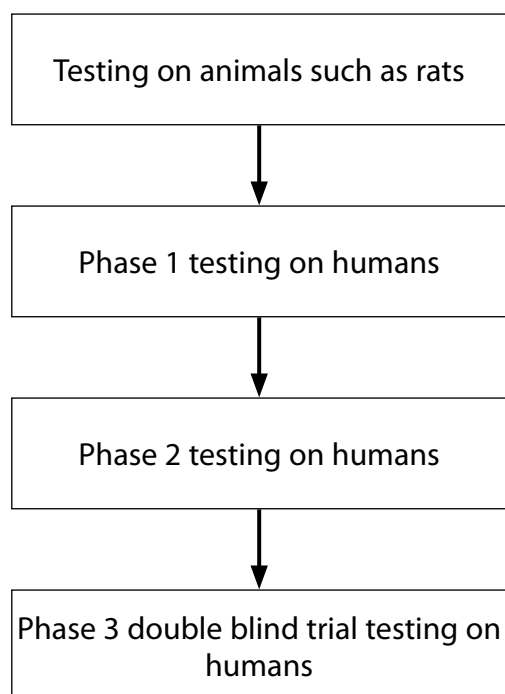 Testing on animals such as rats
Phase 1 testing on humans
Phase 2 testing on humans
Phase 3 double blind trial testing on
humans